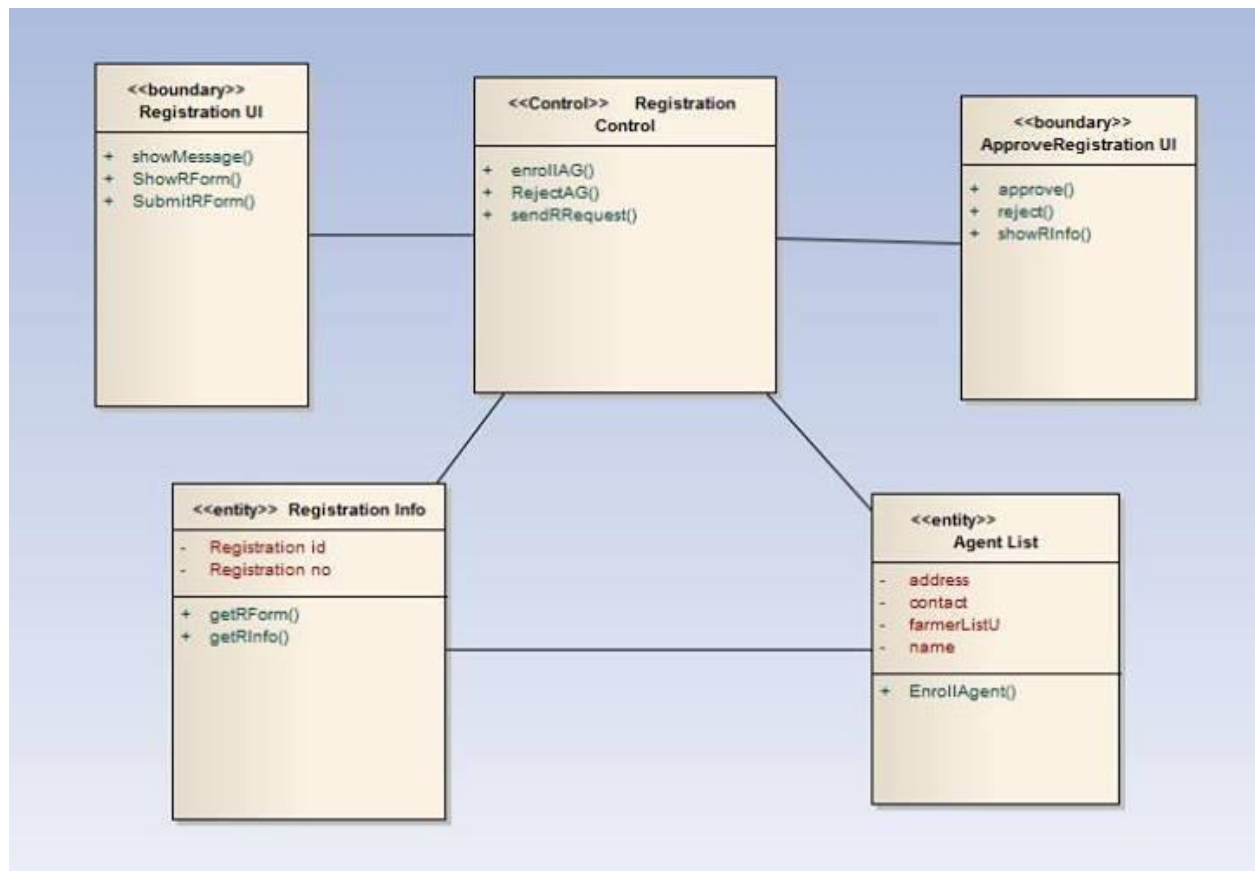 <<boundary>>
Registration UI
+ showMessage()
+ ShowRForm()
+ SubmitRForm()
<<Control>> Registration
Control
+ enrollAG()
+ RejectAG()
+ sendRRequest()
<<boundary>>
ApproveRegistration UI
+ approve()
+ reject()
+ showRInfo()
<<entity>> Registration Info
- Registration id
- Registration no
+ getRForm()
+ getRInfo()
<<entity>>
Agent List
- address
- contact
- farmerListU
- name
+ EnrollAgent()